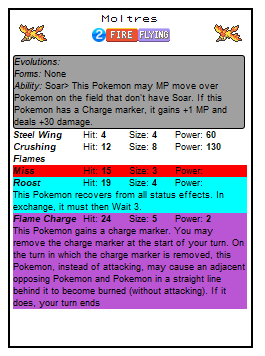 Moltres
2 FIRE FLYING
Evolutions:
Forms: None
Ability: Soar> This Pokemon may MP move over
Pokemon on the field that don't have Soar. If this
Pokemon has a Charge marker, it gains +1 MP and
deals +30 damage.
Steel Wing Hit: 4 Size: 4 Power: 60
Crushing Hit: 12 Size: 8 Power: 130
Flames
Miss Hit: 15 Size: 3 Power:
Roost Hit: 19 Size: 4 Power:
This Pokemon recovers from all status effects. In
exchange, it must then Wait 3.
Flame Charge Hit: 24 Size: 5 Power: 2
This Pokemon gains a charge marker. You may
remove the charge marker at the start of your turn. On
the turn in which the charge marker is removed, this
Pokemon, instead of attacking, may cause an adjacent
opposing Pokemon and Pokemon in a straight line
behind it to become burned (without attacking). If it
does, your turn ends